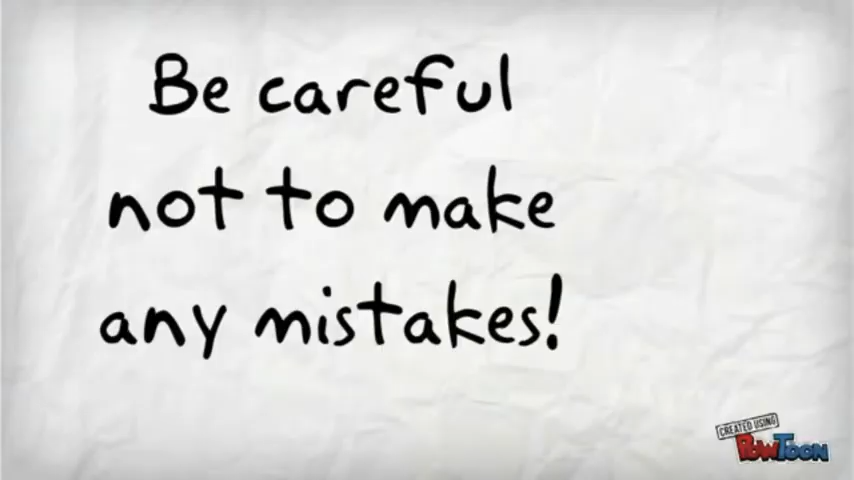 Be careful
not to make
any mistakes!
CREATED USING
POWTOON